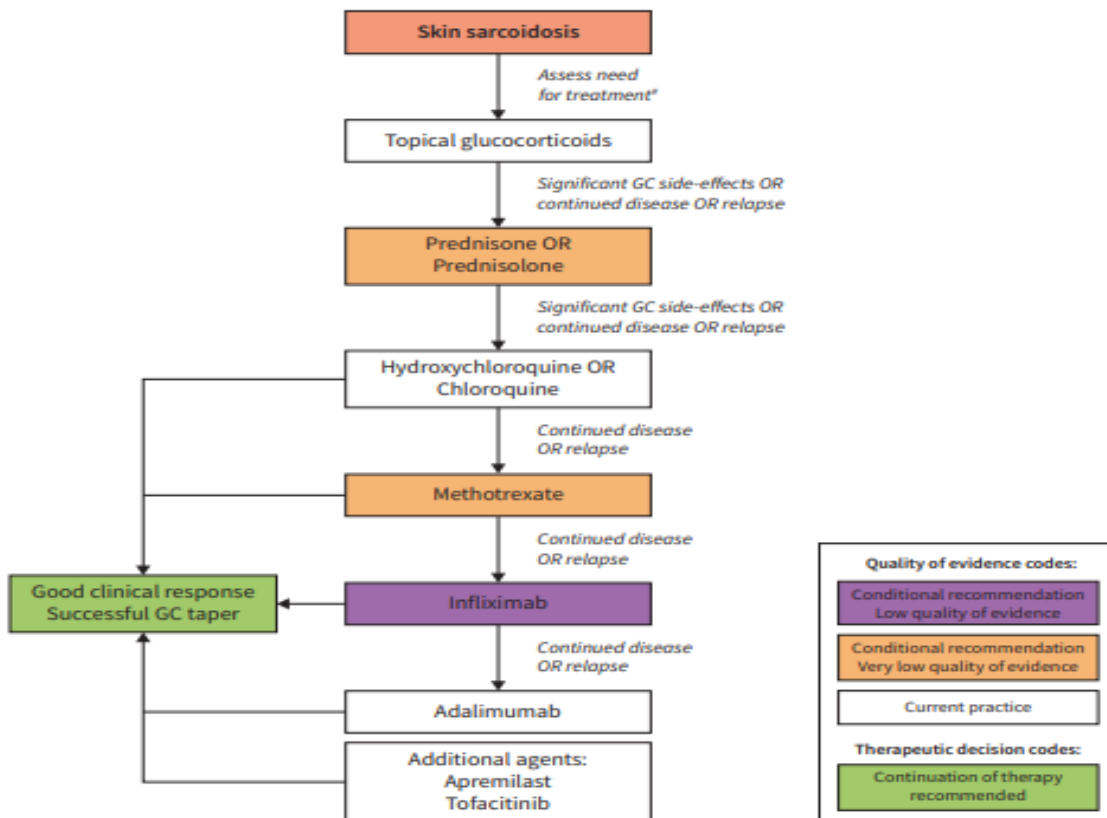 Skin sarcoidosis
Assess need
for treatment#
Topical glucocorticoids
Significant GC side-effects OR
continued disease OR relapse
Prednisone OR
Prednisolone
Significant GC side-effects OR
continued disease OR relapse
Hydroxychloroquine OR
Chloroquine
Continued disease
OR relapse
Methotrexate
Continued disease
OR relapse
Good clinical response
Successful GC taper
Infliximab
Continued disease
OR relapse
Adalimumab
Additional agents:
Apremilast
Tofacitinib
Quality of evidence codes:
Conditional recommendation
Low quality of evidence
Conditional recommendation
Very low quality of evidence
Current practice
Therapeutic decision codes:
Continuation of therapy
recommended